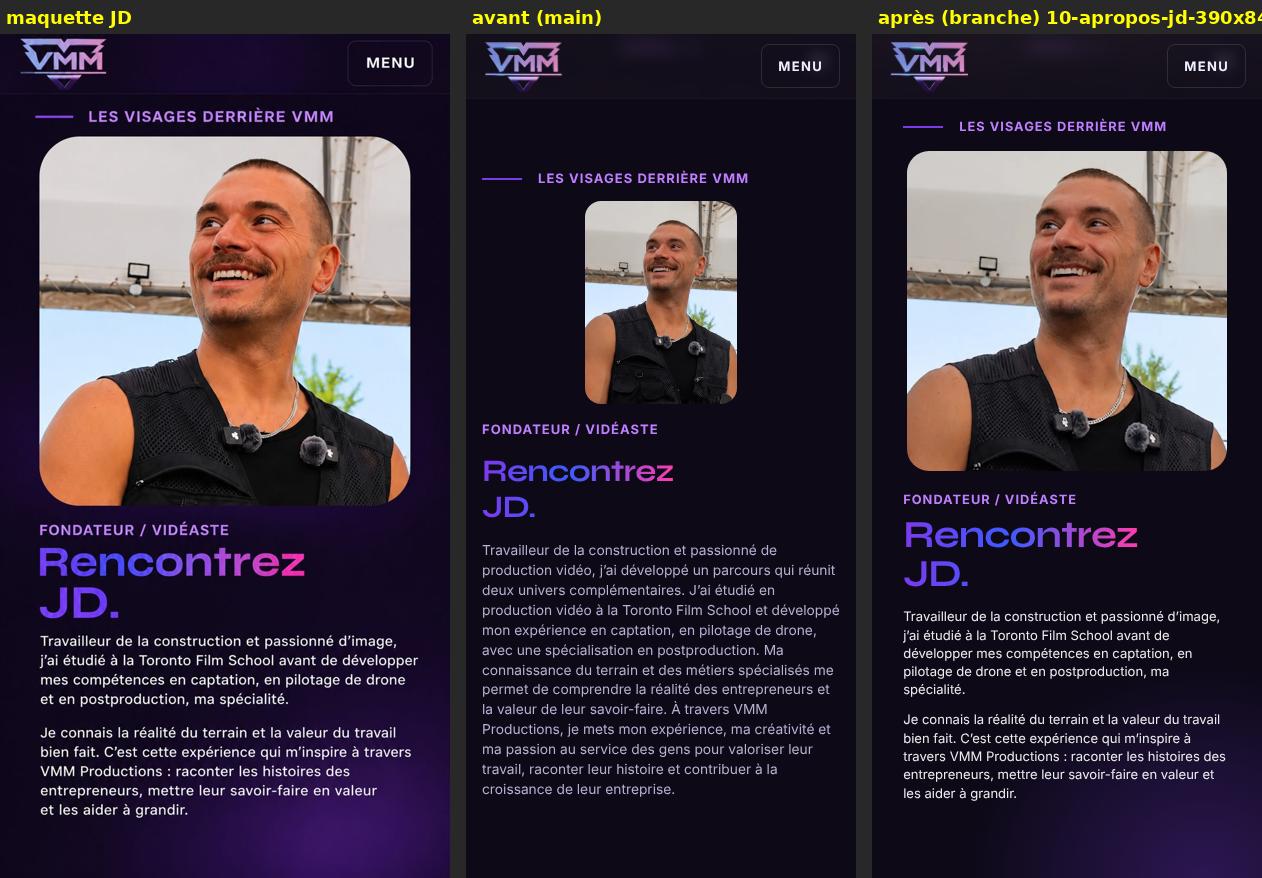 maquette JD
VMM
MENU
LES VISAGES DERRIÈRE VMM
FONDATEUR / VIDÉASTE
Rencontrez
JD.
Travailleur de la construction et passionné d’image,
j’ai étudié à la Toronto Film School avant de développer
mes compétences en captation, en pilotage de drone
et en postproduction, ma spécialité.
Je connais la réalité du terrain et la valeur du travail
bien fait. C’est cette expérience qui m’inspire à travers
VMM Productions : raconter les histoires des
entrepreneurs, mettre leur savoir-faire en valeur
et les aider à grandir.
avant (main)
VMM
MENU
LES VISAGES DERRIÈRE VMM
FONDATEUR / VIDÉASTE
Rencontrez
JD.
Travailleur de la construction et passionné de
production vidéo, j’ai développé un parcours qui réunit
deux univers complémentaires. J’ai étudié en
production vidéo à la Toronto Film School et développé
mon expérience en captation, en pilotage de drone,
avec une spécialisation en postproduction. Ma
connaissance du terrain et des métiers spécialisés me
permet de comprendre la réalité des entrepreneurs et
la valeur de leur savoir-faire. À travers VMM
Productions, je mets mon expérience, ma créativité et
ma passion au service des gens pour valoriser leur
travail, raconter leur histoire et contribuer à la
croissance de leur entreprise.
après (branche) 10-apropos-jd-390x84
VMM
MENU
LES VISAGES DERRIÈRE VMM
FONDATEUR / VIDÉASTE
Rencontrez
JD.
Travailleur de la construction et passionné d’image,
j’ai étudié à la Toronto Film School avant de
développer mes compétences en captation, en
pilotage de drone et en postproduction, ma
spécialité.
Je connais la réalité du terrain et la valeur du travail
bien fait. C’est cette expérience qui m’inspire à
travers VMM Productions : raconter les histoires des
entrepreneurs, mettre leur savoir-faire en valeur et
les aider à grandir.